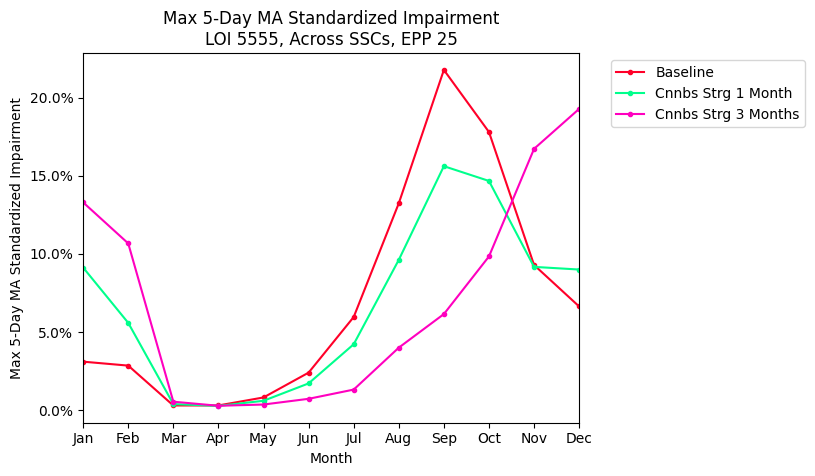 Max 5-Day MA Standardized Impairment
LOI 5555, Across SSCs, EPP 25
Max 5-Day MA Standardized Impairment
20.0%
15.0%
10.0%
5.0%
0.0%
Jan Feb Mar Apr May Jun Jul Aug Sep Oct Nov Dec
Month
Baseline
Cnnbs Strg 1 Month
Cnnbs Strg 3 Months